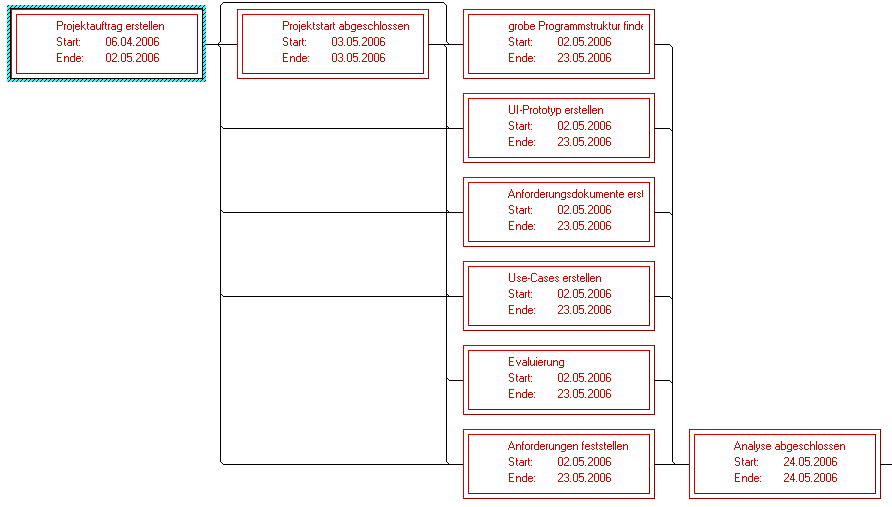 Projektauftrag erstellen
Start: 06.04.2006
Ende: 02.05.2006
Projektstart abgeschlossen
Start: 03.05.2006
Ende: 03.05.2006
grobe Programmstruktur finde
Start: 02.05.2006
Ende: 23.05.2006
UI-Prototyp erstellen
Start: 02.05.2006
Ende: 23.05.2006
Anforderungsdokumente erst
Start: 02.05.2006
Ende: 23.05.2006
Use-Cases erstellen
Start: 02.05.2006
Ende: 23.05.2006
Evaluierung
Start: 02.05.2006
Ende: 23.05.2006
Anforderungen feststellen
Start: 02.05.2006
Ende: 23.05.2006
Analyse abgeschlossen
Start: 24.05.2006
Ende: 24.05.2006